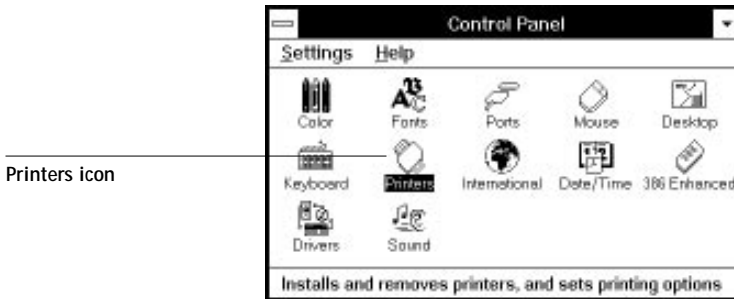 Control Panel
Settings Help
Color Fonts Ports Mouse Desktop
Printers icon
Keyboard Printers International Date/Time 386 Enhanced
Drivers Sound
Installs and removes printers, and sets printing options